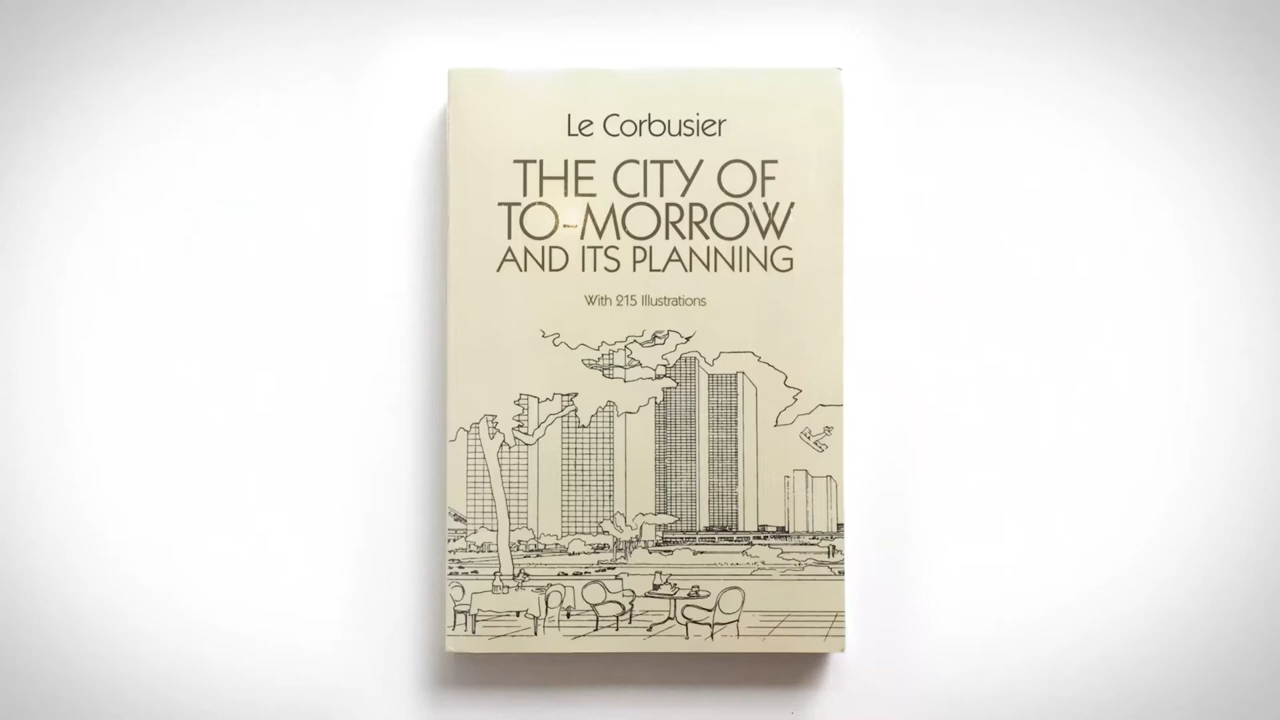 Le Corbusier
THE CITY OF
TO-MORROW
AND ITS PLANNING
With 215 Illustrations